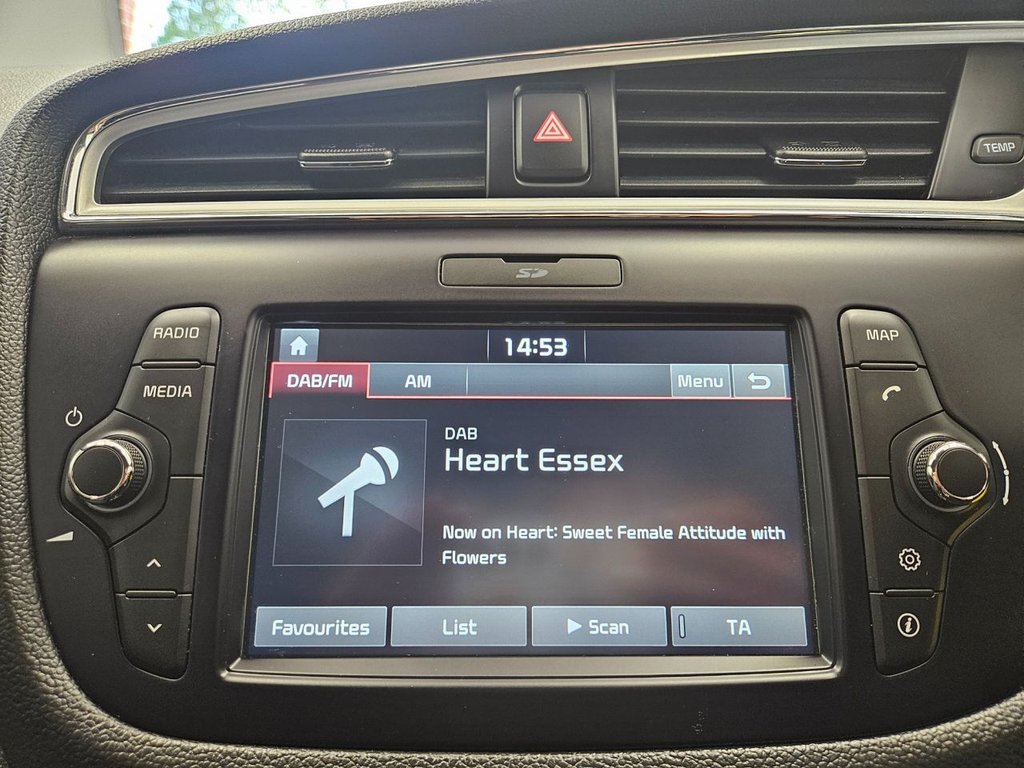 TEMP
SD
RADIO
MEDIA
14:53
DAB/FM
AM
Menu
DAB
Heart Essex
Now on Heart: Sweet Female Attitude with
Flowers
Favourites
List
Scan
TA
MAP